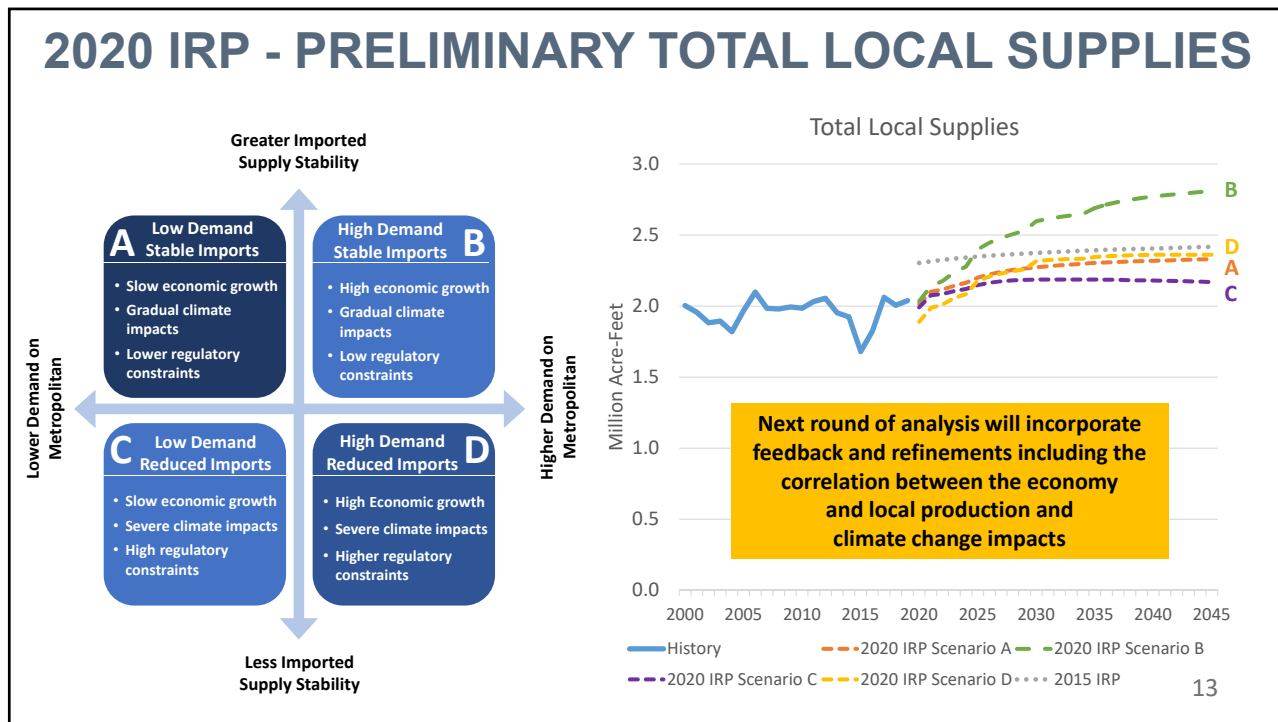 2020 IRP - PRELIMINARY TOTAL LOCAL SUPPLIES
Greater Imported
Supply Stability
Lower Demand on
Metropolitan
A
Low Demand
Stable Imports
• Slow economic growth
• Gradual climate
impacts
• Lower regulatory
constraints
High Demand
Stable Imports
B
• High economic growth
• Gradual climate
impacts
• Low regulatory
constraints
C
Low Demand
Reduced Imports
• Slow economic growth
• Severe climate impacts
• High regulatory
constraints
High Demand
Reduced Imports
D
• High Economic growth
• Severe climate impacts
• Higher regulatory
constraints
Higher Demand on
Metropolitan
Less Imported
Supply Stability
Total Local Supplies
Million Acre-Feet
3.0
2.5
2.0
1.5
1.0
0.5
0.0
B
D
A
C
Next round of analysis will incorporate
feedback and refinements including the
correlation between the economy
and local production and
climate change impacts
2000 2005 2010 2015 2020 2025 2030 2035 2040 2045
History 2020 IRP Scenario A 2020 IRP Scenario B
2020 IRP Scenario C 2020 IRP Scenario D 2015 IRP
13